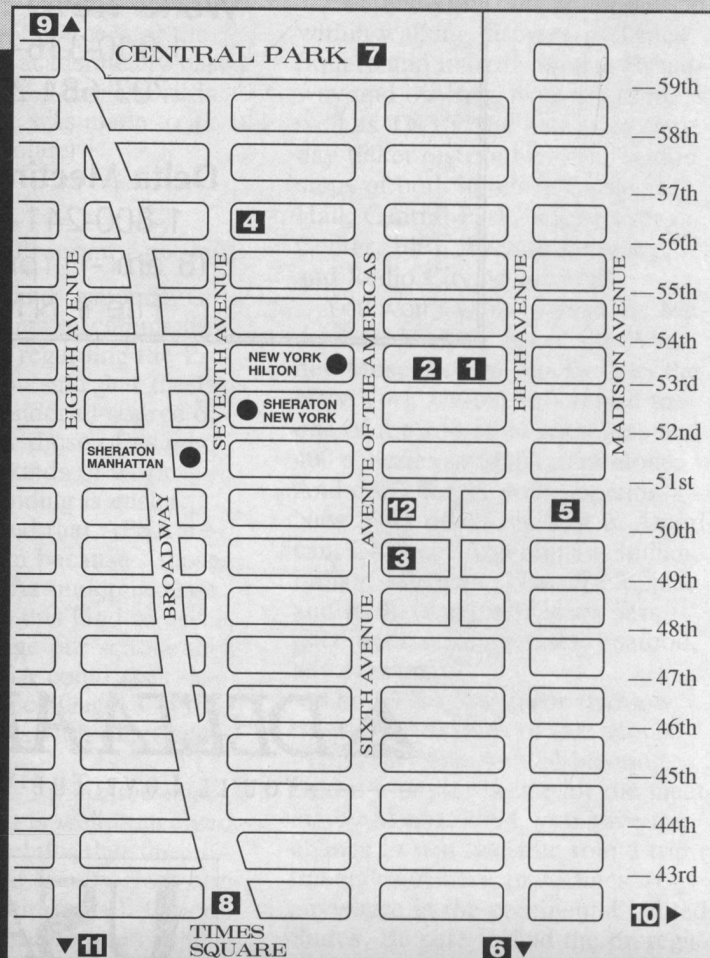 9 ▲
CENTRAL PARK 7
59th
58th
57th
4
56th
EIGHTH AVENUE
SEVENTH AVENUE
SIXTH AVENUE — AVENUE OF THE AMERICAS
FIFTH AVENUE
MADISON AVENUE
55th
54th
NEW YORK
HILTON
2 1
53rd
SHERATON
NEW YORK
52nd
SHERATON
MANHATTAN
51st
12
5
50th
BROADWAY
3
49th
48th
47th
46th
45th
44th
43rd
8
TIMES
SQUARE
10 ▶
▼ 11
6 ▼